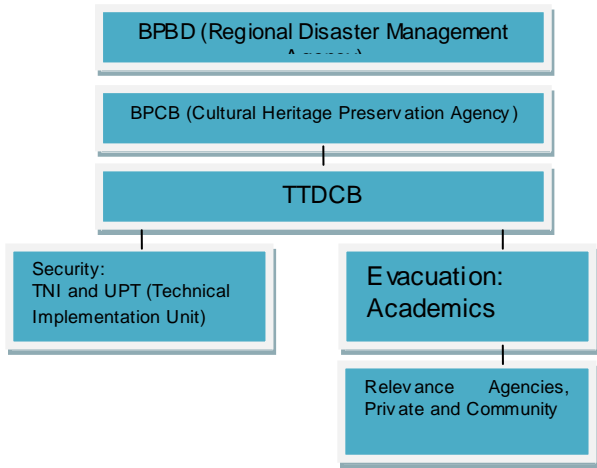 BPBD (Regional Disaster Management
BPCB (Cultural Heritage Preservation Agency)
TTDCB
Security:
TNI and UPT (Technical
Implementation Unit)
Evacuation:
Academics
Relevance Agencies,
Private and Community